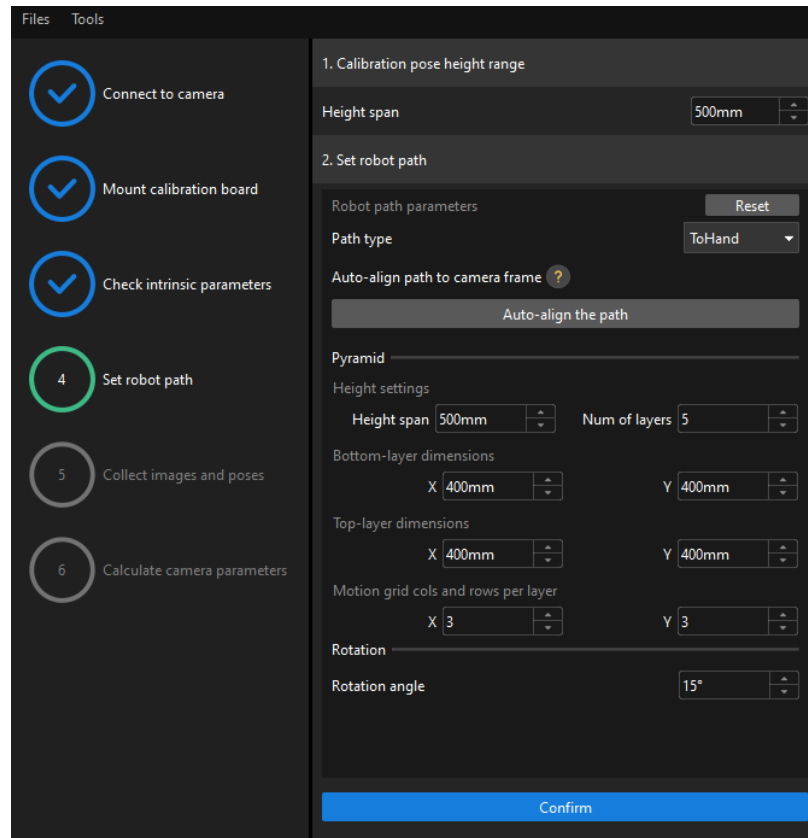 Files Tools
Connect to camera
Mount calibration board
Check intrinsic parameters
4 Set robot path
5 Collect images and poses
6 Calculate camera parameters
1. Calibration pose height range
Height span 500mm
2. Set robot path
Robot path parameters Reset
Path type ToHand
Auto-align path to camera frame ?
Auto-align the path
Pyramid
Height settings
Height span 500mm Num of layers 5
Bottom-layer dimensions
X 400mm Y 400mm
Top-layer dimensions
X 400mm Y 400mm
Motion grid cols and rows per layer
X 3 Y 3
Rotation
Rotation angle 15°
Confirm